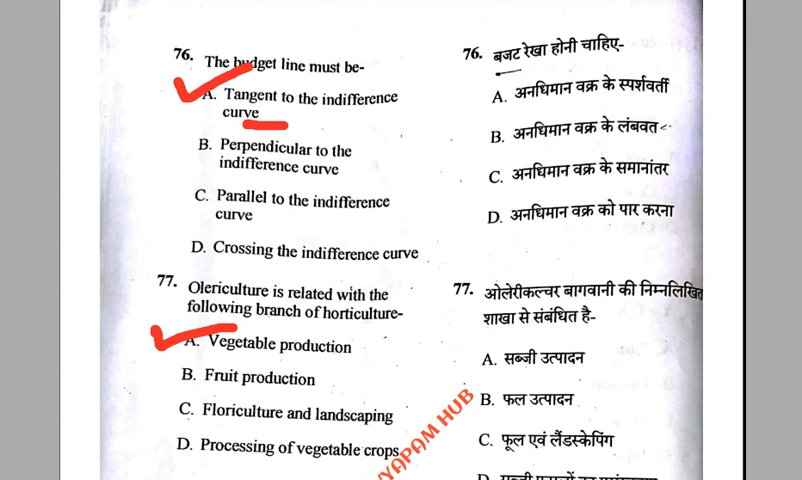 76. The budget line must be-
A. Tangent to the indifference
curve
B. Perpendicular to the
indifference curve
C. Parallel to the indifference
curve
D. Crossing the indifference curve
77. Olericulture is related with the
following branch of horticulture-
A. Vegetable production
B. Fruit production
C. Floriculture and landscaping
D. Processing of vegetable crops
76. बजट रेखा होनी चाहिए-
A. अनधिमान वक्र के स्पर्शवर्ती
B. अनधिमान वक्र के लंबवत
C. अनधिमान वक्र के समानांतर
D. अनधिमान वक्र को पार करना
77. ओलेरीकल्चर बागवानी की निम्नलिखित
शाखा से संबंधित है-
A. सब्जी उत्पादन
B. फल उत्पादन
C. फूल एवं लैंडस्केपिंग
D.
YAPAM HUB